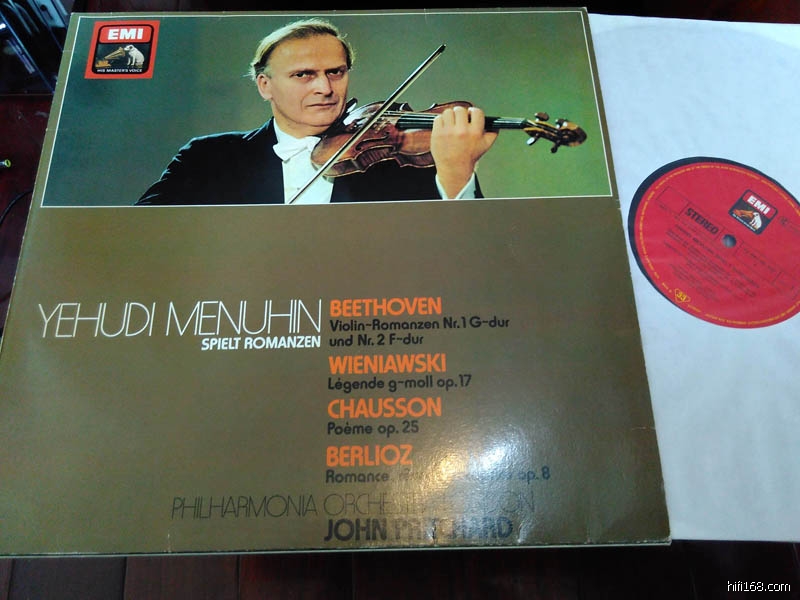 EMI
HIS MASTER'S VOICE
YEHUDI MENUHIN
SPIELT ROMANZEN
BEETHOVEN
Violin-Romanzen Nr.1 G-dur
und Nr.2 F-dur
WIENIAWSKI
Légende g-moll op.17
CHAUSSON
Poème op. 25
BERLIOZ
Romance, op. 8
PHILHARMONIA ORCHESTRA LONDON
JOHN PRITCHARD
EMI
STEREO
hifi168.com